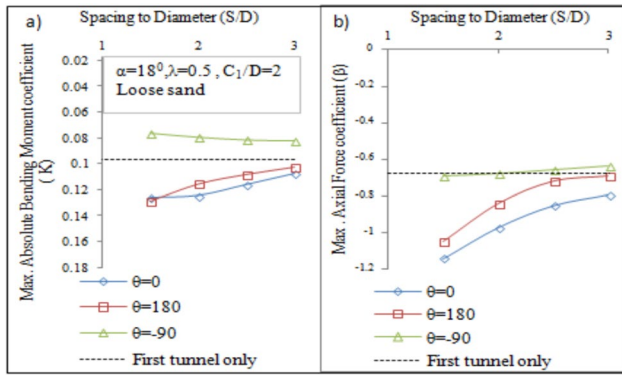 Spacing to Diameter (S/D)
a)
1 2 3
0.02
0.04
0.06
0.08
0.1
0.12
0.14
0.16
0.18
Max. Absolute Bending Moment coefficient
( K)
α=18⁰,λ=0.5 , C₁/D=2
Loose sand
θ=0
θ=180
θ=-90
First tunnel only
Spacing to Diameter (S/D)
b)
1 2 3
0
-0.2
-0.4
-0.6
-0.8
-1
-1.2
Max . Axial Force coefficient (β)
θ=0
θ=180
θ=-90
First tunnel only